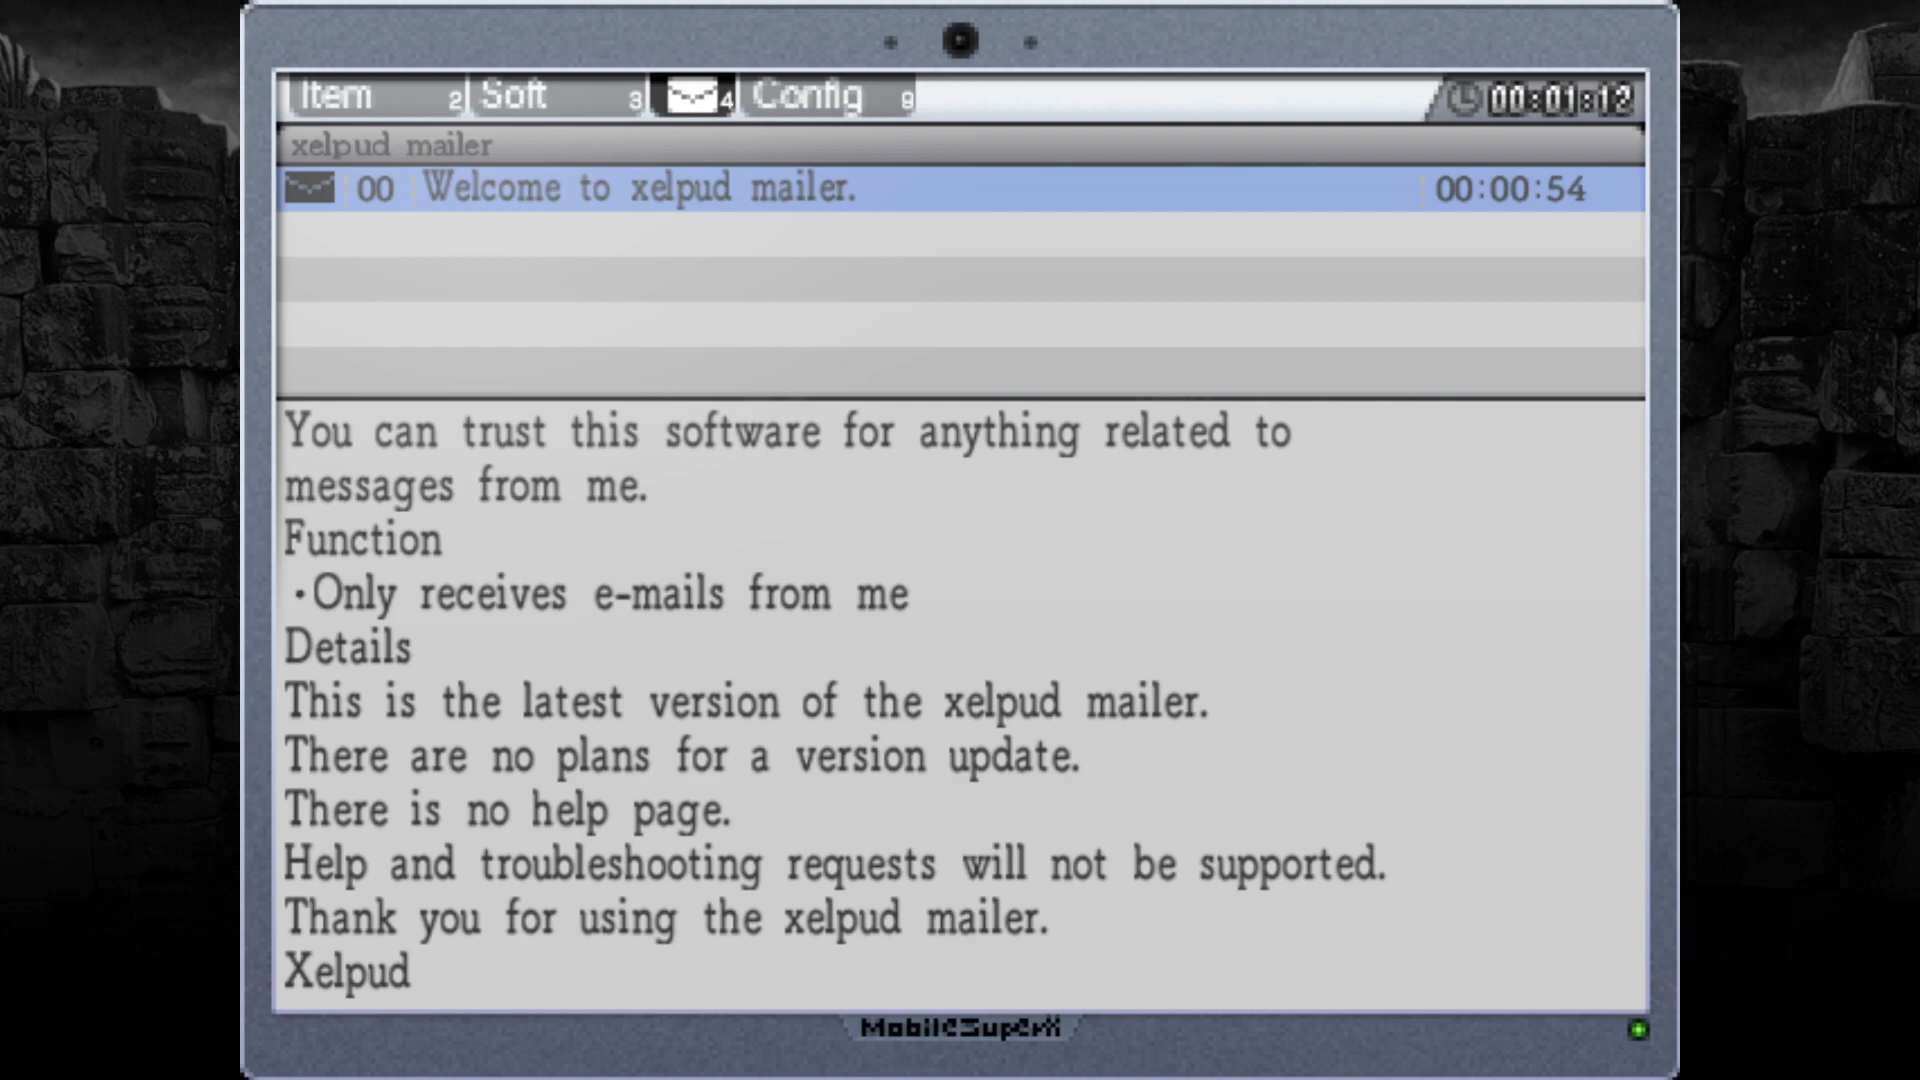 Item 2 Soft 3 4 Config 9 00:01:12
xelpud mailer
00 Welcome to xelpud mailer. 00:00:54
You can trust this software for anything related to
messages from me.
Function
・Only receives e-mails from me
Details
This is the latest version of the xelpud mailer.
There are no plans for a version update.
There is no help page.
Help and troubleshooting requests will not be supported.
Thank you for using the xelpud mailer.
Xelpud
MobileSuperX